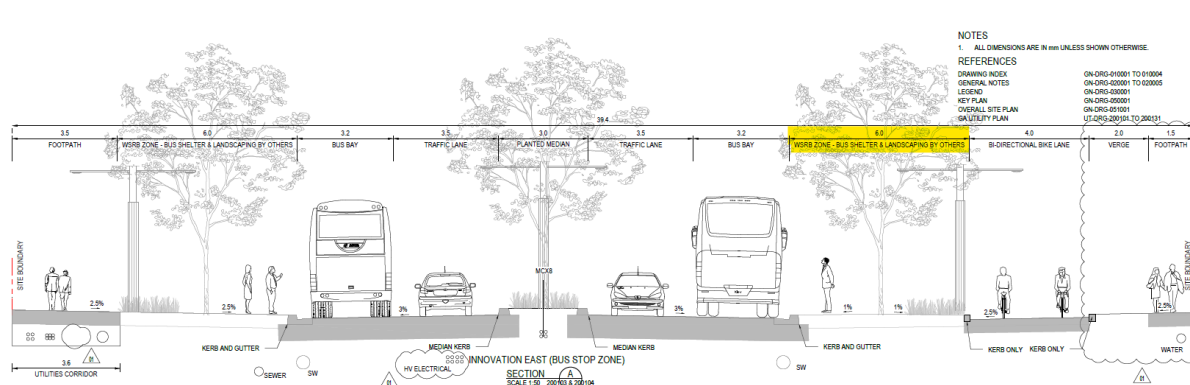 NOTES
1. ALL DIMENSIONS ARE IN mm UNLESS SHOWN OTHERWISE.
REFERENCES
DRAWING INDEX GN-DRG-010001 TO 010004
GENERAL NOTES GN-DRG-020001 TO 020005
LEGEND GN-DRG-030001
KEY PLAN GN-DRG-050001
OVERALL SITE PLAN GN-DRG-051001
GA UTILITY PLAN UT-DRG-200101 TO 200131
39.4
3.5 6.0 3.2 3.5 3.0 3.5 3.2 6.0 4.0 2.0 1.5
FOOTPATH WSRB ZONE - BUS SHELTER & LANDSCAPING BY OTHERS BUS BAY TRAFFIC LANE PLANTED MEDIAN TRAFFIC LANE BUS BAY WSRB ZONE - BUS SHELTER & LANDSCAPING BY OTHERS BI-DIRECTIONAL BIKE LANE VERGE FOOTPATH
SITE BOUNDARY
SITE BOUNDARY
MCX8
2.5% 2.5% 3% 3% 1% 1% 2.5% 2.5%
KERB AND GUTTER MEDIAN KERB MEDIAN KERB KERB AND GUTTER KERB ONLY KERB ONLY WATER
01
3.6
UTILITIES CORRIDOR
SEWER
SW
HV ELECTRICAL
01
INNOVATION EAST (BUS STOP ZONE)
SECTION A
SCALE 1:50 200103 & 200104
SW
01